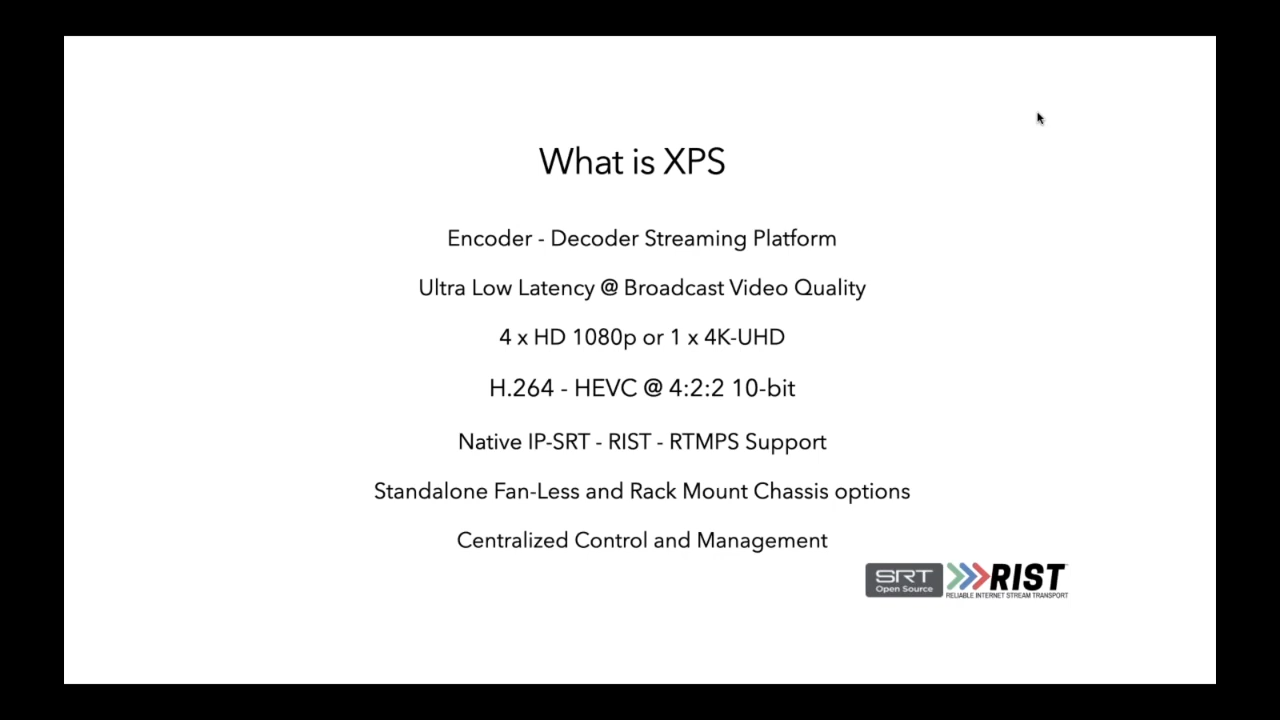 What is XPS
Encoder - Decoder Streaming Platform
Ultra Low Latency @ Broadcast Video Quality
4 x HD 1080p or 1 x 4K-UHD
H.264 - HEVC @ 4:2:2 10-bit
Native IP-SRT - RIST - RTMPS Support
Standalone Fan-Less and Rack Mount Chassis options
Centralized Control and Management
SRT
Open Source
RIST
RELIABLE INTERNET STREAM TRANSPORT